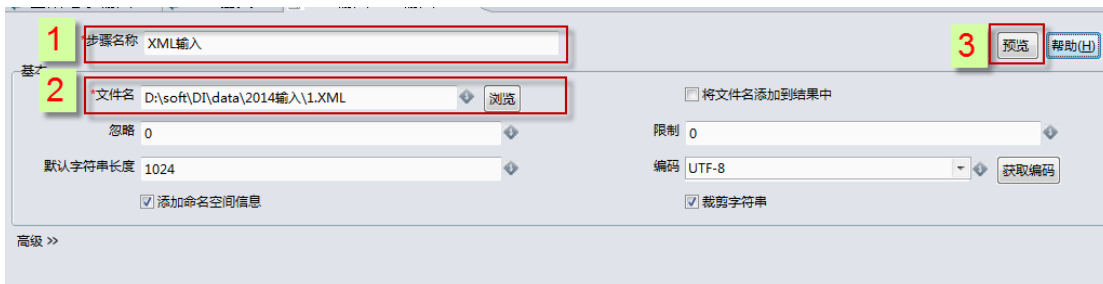 1 *步骤名称 XML输入 3 预览 帮助(H)
基本
2 *文件名 D:\soft\DI\data\2014输入\1.XML 浏览 将文件名添加到结果中
忽略 0 限制 0
默认字符串长度 1024 编码 UTF-8 获取编码
添加命名空间信息 裁剪字符串
高级 >>